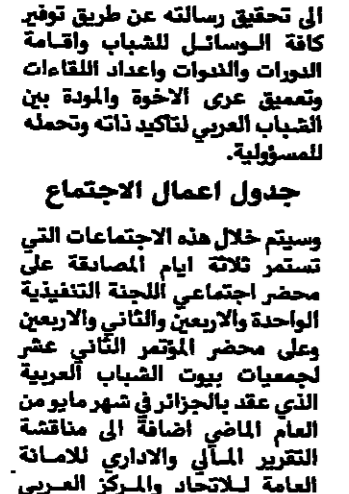 الى تحقيق رسالته عن طريق توفير
كافة الوسائل للشباب واقامة
الدورات والندوات واعداد اللقاءات
وتعميق عرى الاخوة والمودة بين
الشباب العربي لتاكيد ذاته وتحمله
للمسؤولية.
جدول اعمال الاجتماع
وسيتم خلال هذه الاجتماعات التي
تستمر ثلاثة ايام المصادقة على
محضر اجتماعي اللجنة التنفيذية
الواحدة والاربعين والثاني والاربعين
وعلى محضر المؤتمر الثاني عشر
لجمعيات بيوت الشباب العربية
الذي عقد بالجزائر في شهر مايو من
العام الماضي اضافة الى مناقشة
التقرير المالي والاداري للامانة
العامة للاتحاد والمركز العربي